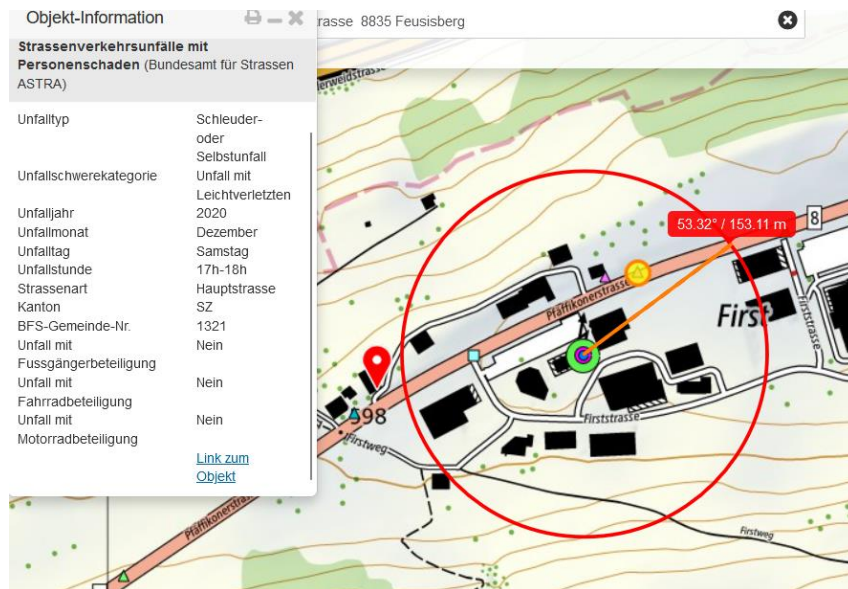 Objekt-Information
rasse 8835 Feusisberg
Strassenverkehrsunfälle mit
Personenschaden (Bundesamt für Strassen
ASTRA)
Unfalltyp Schleuder-
oder
Selbstunfall
Unfallschwerekategorie Unfall mit
Leichtverletzten
Unfalljahr 2020
Unfallmonat Dezember
Unfalltag Samstag
Unfallstunde 17h-18h
Strassenart Hauptstrasse
Kanton SZ
BFS-Gemeinde-Nr. 1321
Unfall mit Nein
Fussgängerbeteiligung
Unfall mit Nein
Fahrradbeteiligung
Unfall mit Nein
Motorradbeteiligung
Link zum
Objekt
53.32° / 153.11 m
8
Pfäffikonerstrasse
First
Firststrasse
Firststrasse
598
Firstweg
Pfäffikonerstrasse
Firstweg